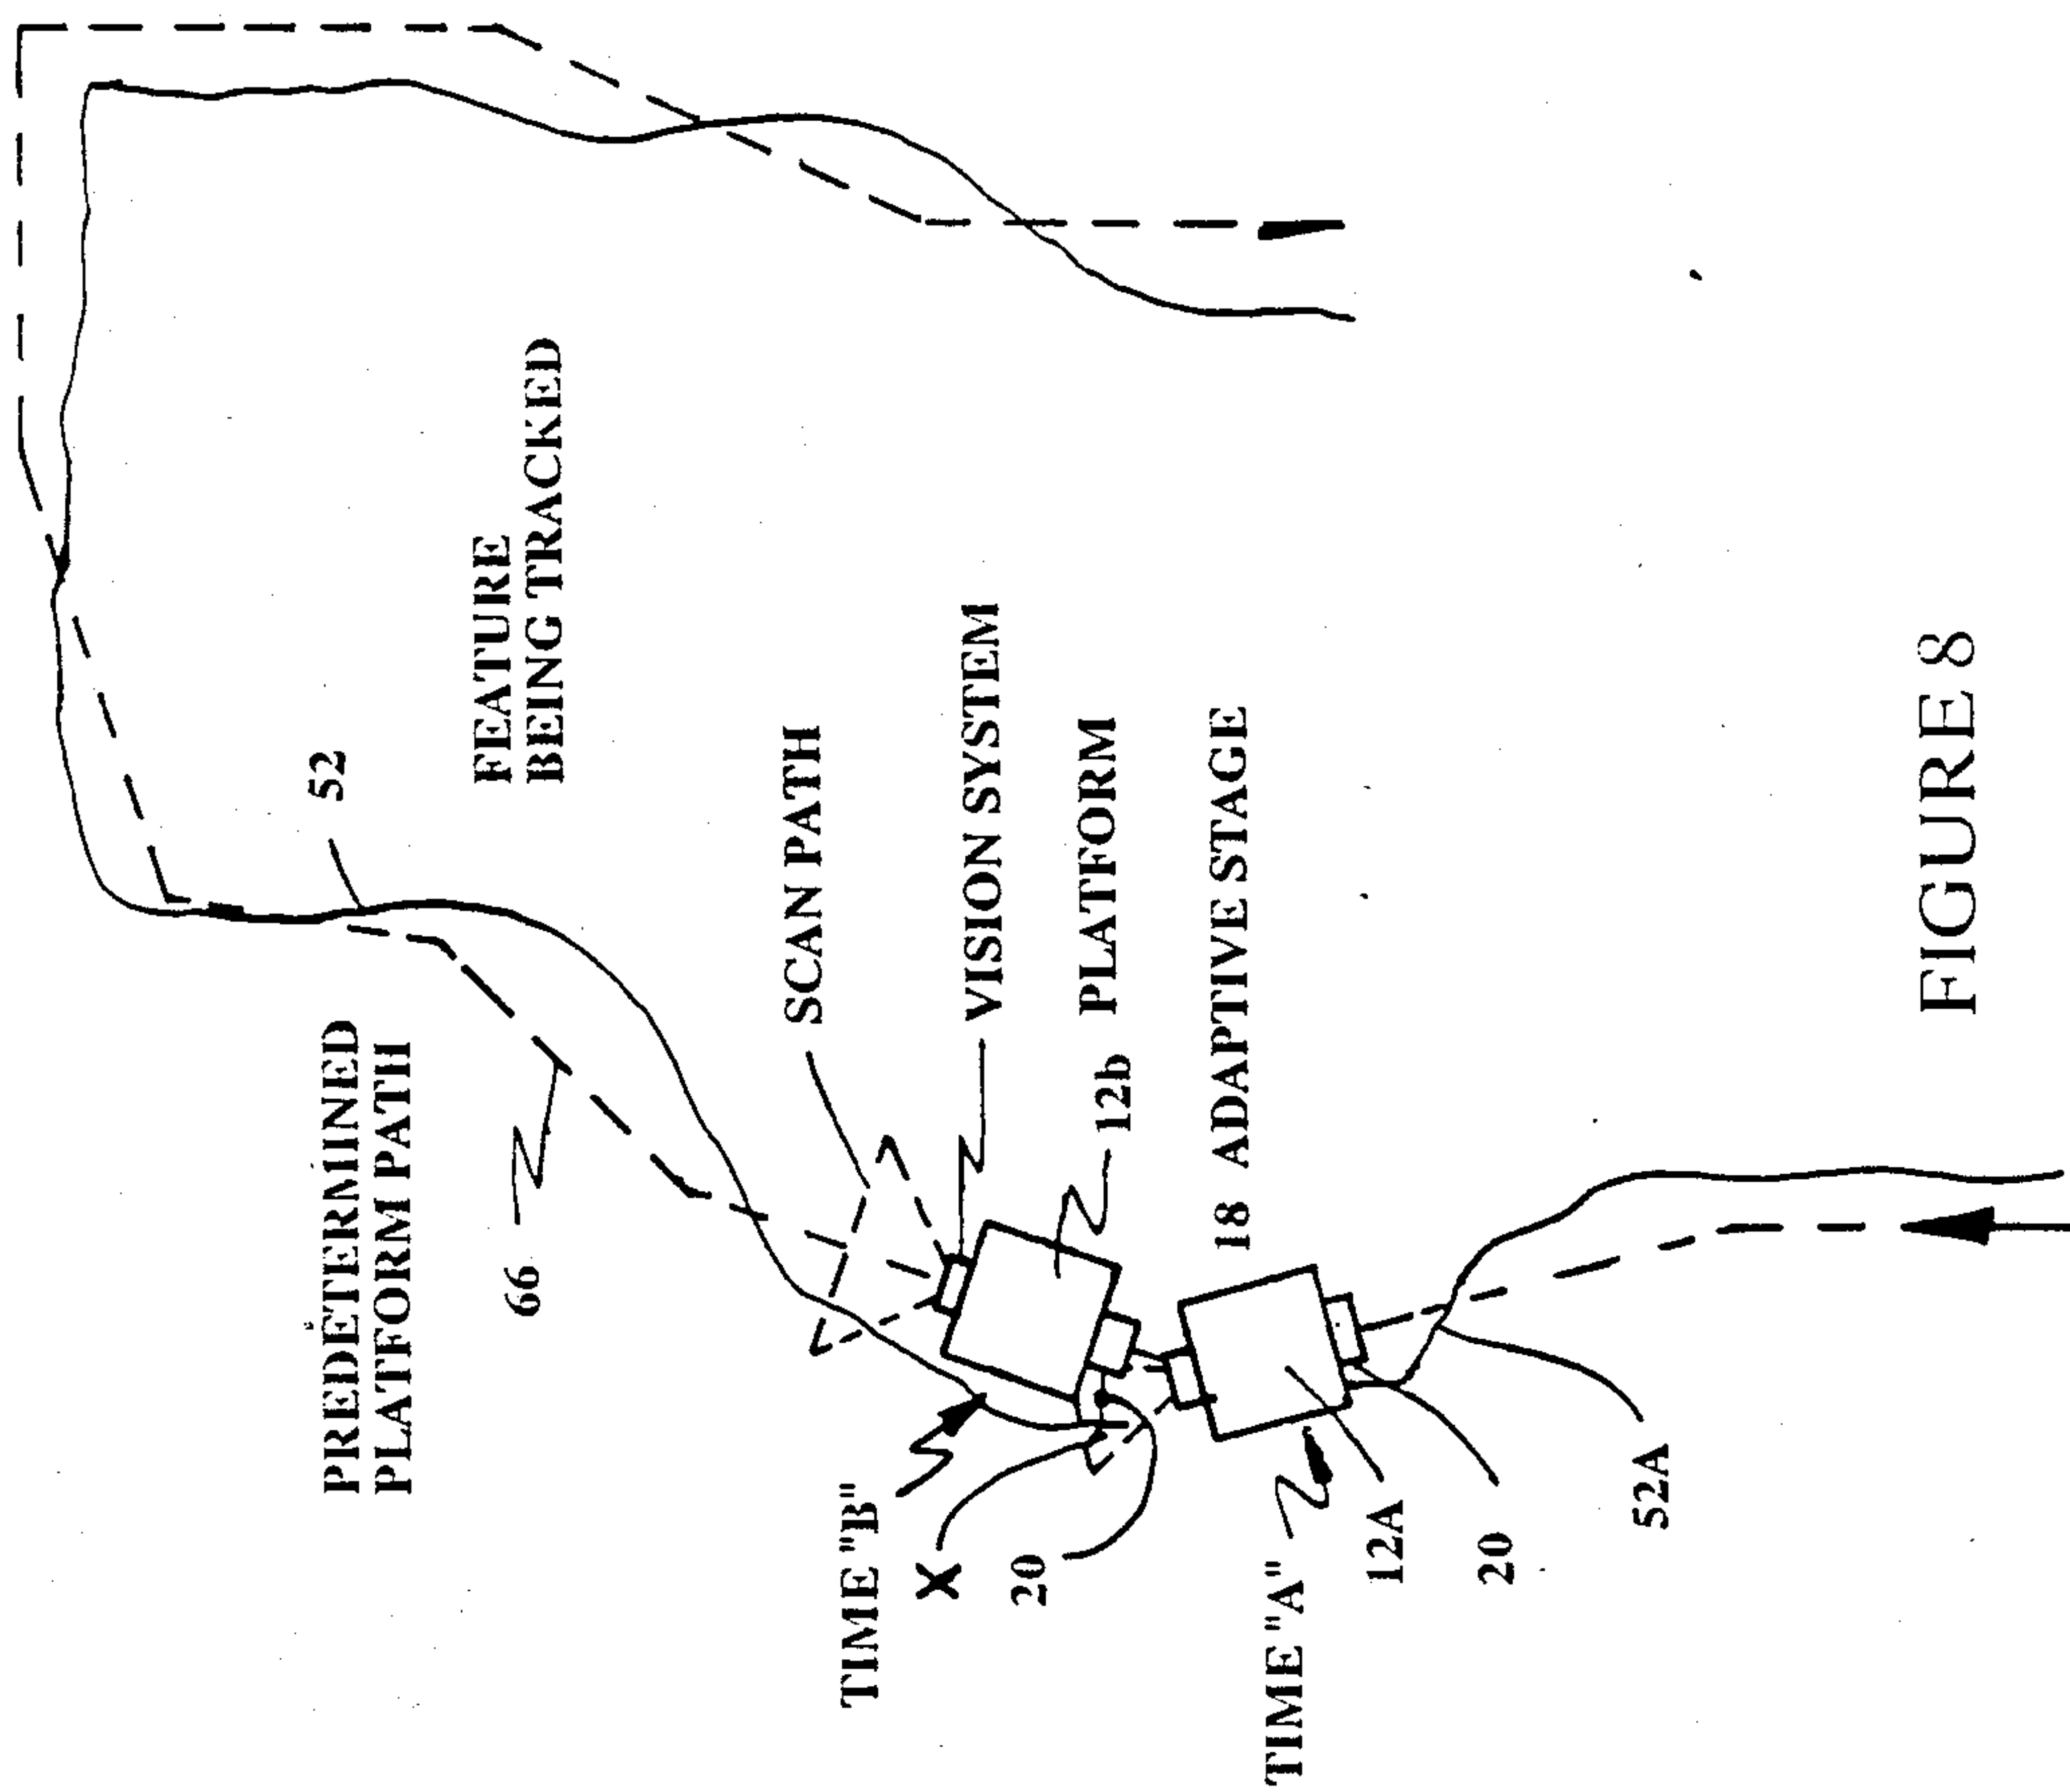 PREDETERMINED
PLATFORM PATH
66
52
FEATURE
BEING TRACKED
SCAN PATH
VISION SYSTEM
12b PLATFORM
18 ADAPTIVE STAGE
TIME "B"
X
20
TIME "A"
12A
20
52A
FIGURE 8